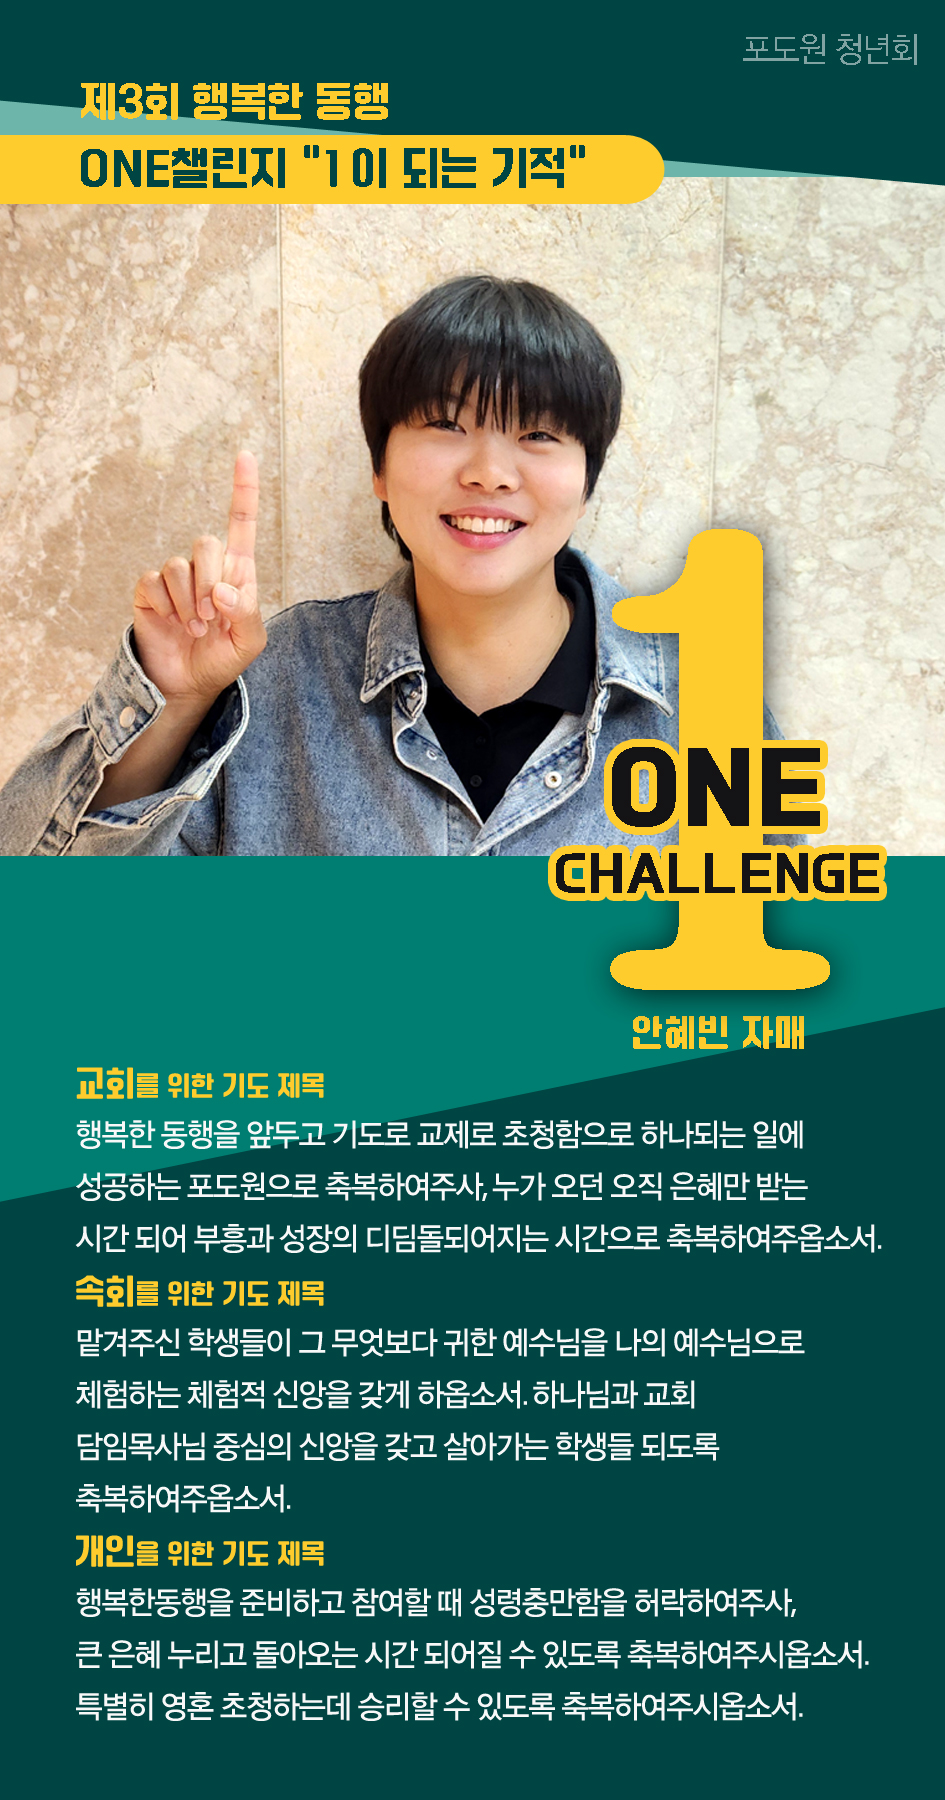 포도원 청년회
제3회 행복한 동행
ONE챌린지 "1이 되는 기적"
1
ONE
CHALLENGE
안혜빈 자매
교회를 위한 기도 제목
행복한 동행을 앞두고 기도로 교제로 초청함으로 하나되는 일에
성공하는 포도원으로 축복하여주사, 누가 오던 오직 은혜만 받는
시간 되어 부흥과 성장의 디딤돌되어지는 시간으로 축복하여주옵소서.
속회를 위한 기도 제목
맡겨주신 학생들이 그 무엇보다 귀한 예수님을 나의 예수님으로
체험하는 체험적 신앙을 갖게 하옵소서. 하나님과 교회
담임목사님 중심의 신앙을 갖고 살아가는 학생들 되도록
축복하여주옵소서.
개인을 위한 기도 제목
행복한동행을 준비하고 참여할 때 성령충만함을 허락하여주사,
큰 은혜 누리고 돌아오는 시간 되어질 수 있도록 축복하여주시옵소서.
특별히 영혼 초청하는데 승리할 수 있도록 축복하여주시옵소서.